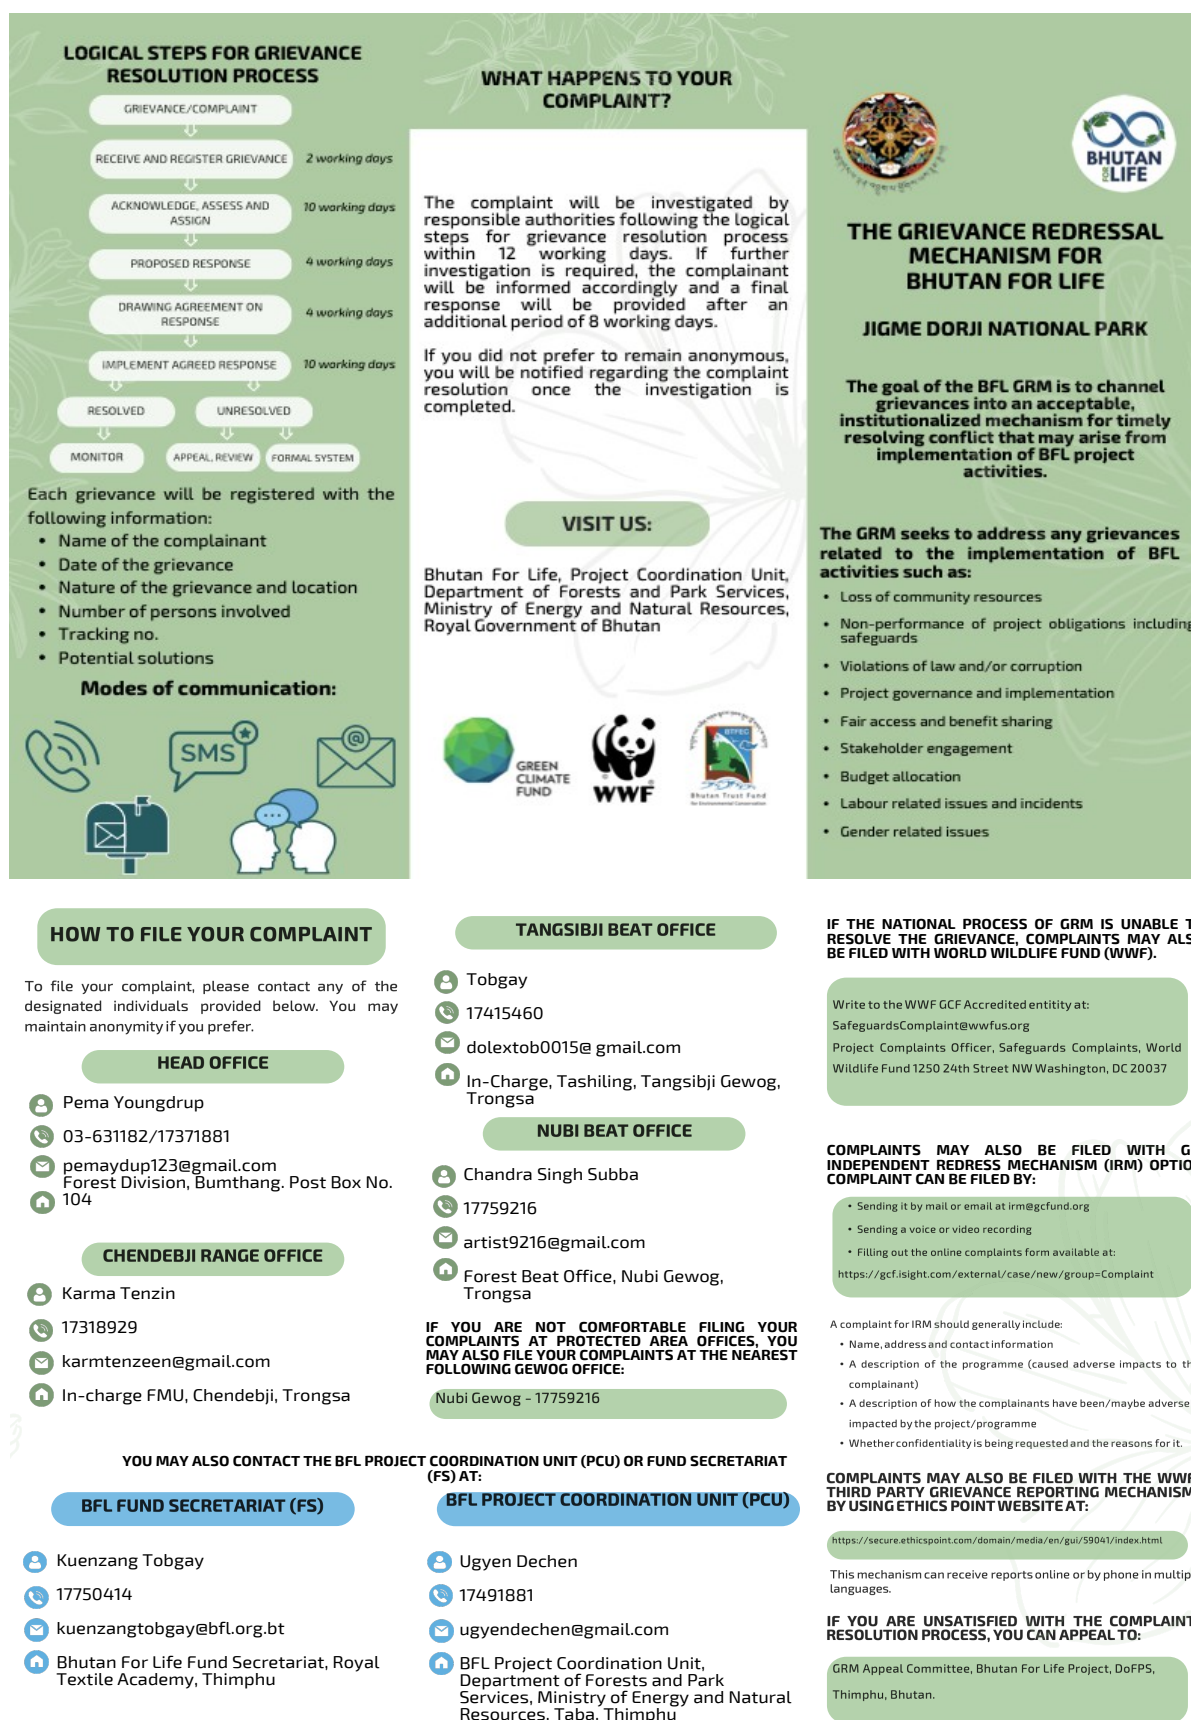 LOGICAL STEPS FOR GRIEVANCE
RESOLUTION PROCESS
GRIEVANCE/COMPLAINT
RECEIVE AND REGISTER GRIEVANCE
2 working days
ACKNOWLEDGE, ASSESS AND
ASSIGN
10 working days
PROPOSED RESPONSE
4 working days
DRAWING AGREEMENT ON
RESPONSE
4 working days
IMPLEMENT AGREED RESPONSE
10 working days
RESOLVED
UNRESOLVED
MONITOR
APPEAL, REVIEW
FORMAL SYSTEM
Each grievance will be registered with the
following information:
• Name of the complainant
• Date of the grievance
• Nature of the grievance and location
• Number of persons involved
• Tracking no.
• Potential solutions
Modes of communication:
SMS
WHAT HAPPENS TO YOUR
COMPLAINT?
The complaint will be investigated by
responsible authorities following the logical
steps for grievance resolution process
within 12 working days. If further
investigation is required, the complainant
will be informed accordingly and a final
response will be provided after an
additional period of 8 working days.
If you did not prefer to remain anonymous,
you will be notified regarding the complaint
resolution once the investigation is
completed.
VISIT US:
Bhutan For Life, Project Coordination Unit,
Department of Forests and Park Services,
Ministry of Energy and Natural Resources,
Royal Government of Bhutan
GREEN
CLIMATE
FUND
WWF
BTFEC
Bhutan Trust Fund
for Environmental Conservation
BHUTAN
FOR LIFE
THE GRIEVANCE REDRESSAL
MECHANISM FOR
BHUTAN FOR LIFE
JIGME DORJI NATIONAL PARK
The goal of the BFL GRM is to channel
grievances into an acceptable,
institutionalized mechanism for timely
resolving conflict that may arise from
implementation of BFL project
activities.
The GRM seeks to address any grievances
related to the implementation of BFL
activities such as:
• Loss of community resources
• Non-performance of project obligations including
safeguards
• Violations of law and/or corruption
• Project governance and implementation
• Fair access and benefit sharing
• Stakeholder engagement
• Budget allocation
• Labour related issues and incidents
• Gender related issues
HOW TO FILE YOUR COMPLAINT
To file your complaint, please contact any of the
designated individuals provided below. You may
maintain anonymity if you prefer.
HEAD OFFICE
Pema Youngdrup
03-631182/17371881
pemaydup123@gmail.com
Forest Division, Bumthang. Post Box No.
104
CHENDEBJI RANGE OFFICE
Karma Tenzin
17318929
karmtenzeen@gmail.com
In-charge FMU, Chendebji, Trongsa
TANGSIBJI BEAT OFFICE
Tobgay
17415460
dolextob0015@ gmail.com
In-Charge, Tashiling, Tangsibji Gewog,
Trongsa
NUBI BEAT OFFICE
Chandra Singh Subba
17759216
artist9216@gmail.com
Forest Beat Office, Nubi Gewog,
Trongsa
IF YOU ARE NOT COMFORTABLE FILING YOUR
COMPLAINTS AT PROTECTED AREA OFFICES, YOU
MAY ALSO FILE YOUR COMPLAINTS AT THE NEAREST
FOLLOWING GEWOG OFFICE:
Nubi Gewog - 17759216
YOU MAY ALSO CONTACT THE BFL PROJECT COORDINATION UNIT (PCU) OR FUND SECRETARIAT
(FS) AT:
BFL FUND SECRETARIAT (FS)
Kuenzang Tobgay
17750414
kuenzangtobgay@bfl.org.bt
Bhutan For Life Fund Secretariat, Royal
Textile Academy, Thimphu
BFL PROJECT COORDINATION UNIT (PCU)
Ugyen Dechen
17491881
ugyendechen@gmail.com
BFL Project Coordination Unit,
Department of Forests and Park
Services, Ministry of Energy and Natural
Resources, Taba, Thimphu
IF THE NATIONAL PROCESS OF GRM IS UNABLE T
RESOLVE THE GRIEVANCE, COMPLAINTS MAY ALS
BE FILED WITH WORLD WILDLIFE FUND (WWF).
Write to the WWF GCF Accredited entitity at:
SafeguardsComplaint@wwfus.org
Project Complaints Officer, Safeguards Complaints, World
Wildlife Fund 1250 24th Street NW Washington, DC 20037
COMPLAINTS MAY ALSO BE FILED WITH G
INDEPENDENT REDRESS MECHANISM (IRM) OPTIO
COMPLAINT CAN BE FILED BY:
• Sending it by mail or email at irm@gcfund.org
• Sending a voice or video recording
• Filling out the online complaints form available at:
https://gcf.isight.com/external/case/new/group=Complaint
A complaint for IRM should generally include:
• Name, address and contact information
• A description of the programme (caused adverse impacts to th
complainant)
• A description of how the complainants have been/maybe adverse
impacted by the project/programme
• Whether confidentiality is being requested and the reasons for it.
COMPLAINTS MAY ALSO BE FILED WITH THE WWF
THIRD PARTY GRIEVANCE REPORTING MECHANISM
BY USING ETHICS POINT WEBSITE AT:
https://secure.ethicspoint.com/domain/media/en/gui/59041/index.html
This mechanism can receive reports online or by phone in multip
languages.
IF YOU ARE UNSATISFIED WITH THE COMPLAINT
RESOLUTION PROCESS, YOU CAN APPEAL TO:
GRM Appeal Committee, Bhutan For Life Project, DoFPS,
Thimphu, Bhutan.